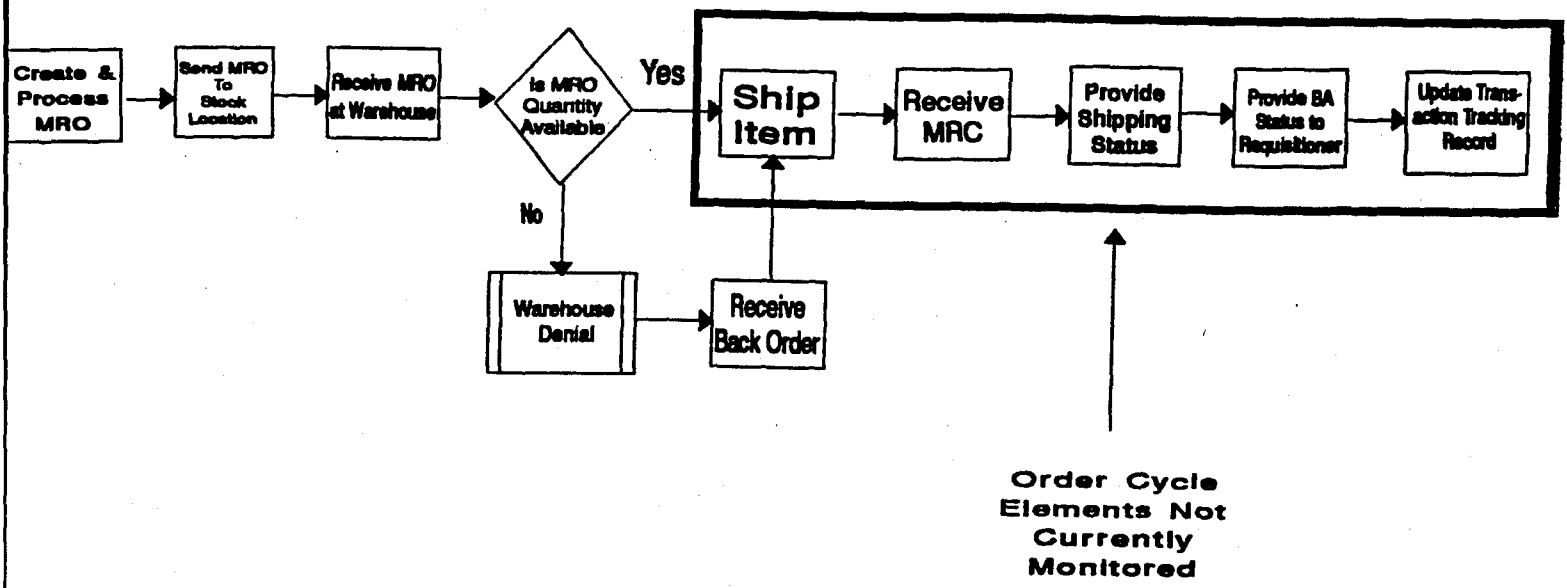 Create &
Process
MRO
Send MRO
To
Stock
Location
Receive MRO
at Warehouse
Is MRO
Quantity
Available
Yes
No
Ship
Item
Receive
MRC
Provide
Shipping
Status
Provide BA
Status to
Requisitioner
Update Trans-
action Tracking
Record
Warehouse
Denial
Receive
Back Order
Order Cycle
Elements Not
Currently
Monitored